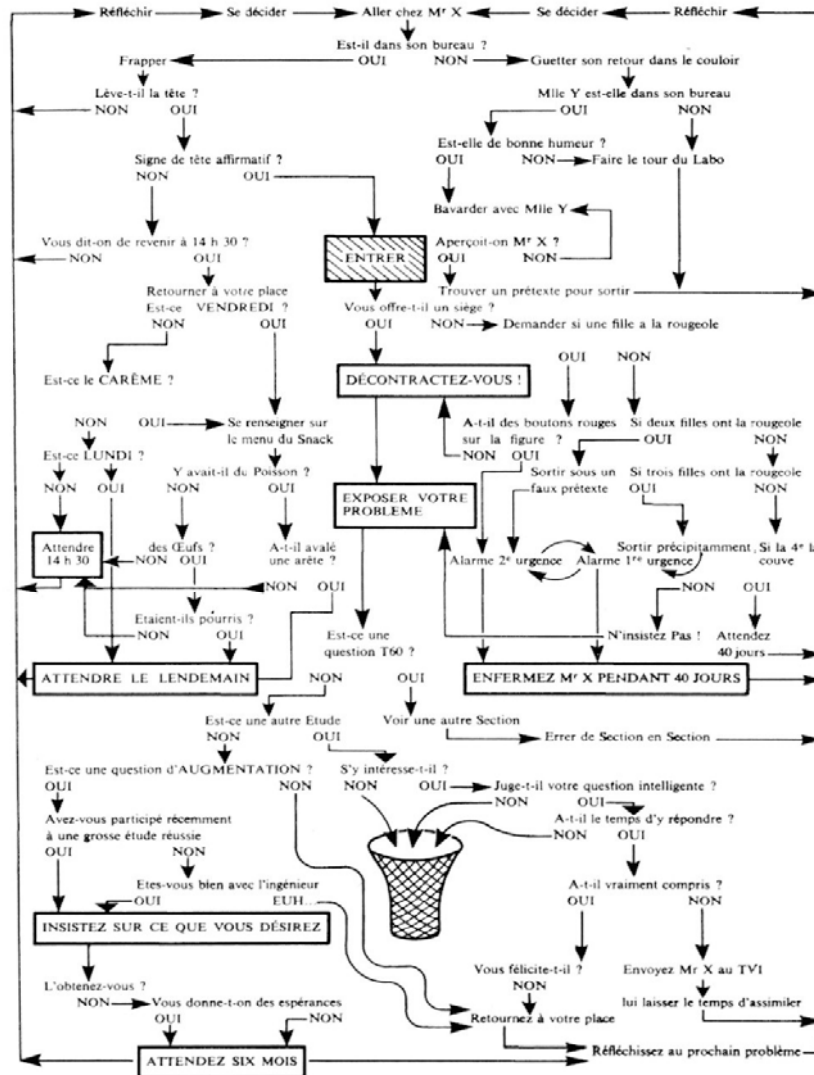 Réfléchir Se décider Aller chez Mr X Se décider Réfléchir
Est-il dans son bureau ?
Frapper OUI NON Guetter son retour dans le couloir
Lève-t-il la tête ? Mlle Y est-elle dans son bureau
NON OUI OUI NON
Est-elle de bonne humeur ?
Signe de tête affirmatif ? OUI NON Faire le tour du Labo
NON OUI
Bavarder avec Mlle Y
Vous dit-on de revenir à 14 h 30 ? Aperçoit-on Mr X ?
NON OUI ENTRER OUI NON
Retourner à votre place Trouver un prétexte pour sortir
Est-ce VENDREDI ? Vous offre-t-il un siège ?
NON OUI OUI NON Demander si une fille a la rougeole
OUI NON
Est-ce le CARÊME ? DÉCONTRACTEZ-VOUS !
NON OUI Se renseigner sur A-t-il des boutons rouges Si deux filles ont la rougeole
le menu du Snack sur la figure ? OUI NON
Est-ce LUNDI ? NON OUI
Y avait-il du Poisson ? Sortir sous un Si trois filles ont la rougeole
NON OUI NON OUI EXPOSER VOTRE faux prétexte OUI NON
PROBLEME
Attendre des Œufs ? A-t-il avalé Sortir précipitamment, Si la 4e la
14 h 30 NON OUI une arête ? Alarme 2e urgence Alarme 1re urgence couve
NON OUI NON OUI
Etaient-ils pourris ? Est-ce une N'insistez Pas ! Attendez
NON OUI question T60 ? 40 jours
ATTENDRE LE LENDEMAIN NON OUI ENFERMEZ Mr X PENDANT 40 JOURS
Est-ce une autre Etude Voir une autre Section
NON OUI Errer de Section en Section
Est-ce une question d'AUGMENTATION ? S'y intéresse-t-il ?
OUI NON NON OUI Juge-t-il votre question intelligente ?
NON OUI
Avez-vous participé récemment A-t-il le temps d'y répondre ?
à une grosse étude réussie NON OUI
OUI NON
Etes-vous bien avec l'ingénieur A-t-il vraiment compris ?
OUI EUH... OUI NON
INSISTEZ SUR CE QUE VOUS DÉSIREZ
L'obtenez-vous ? Vous félicite-t-il ? Envoyez Mr X au TVI
NON Vous donne-t-on des espérances NON lui laisser le temps d'assimiler
OUI NON Retournez à votre place
ATTENDEZ SIX MOIS Réfléchissez au prochain problème